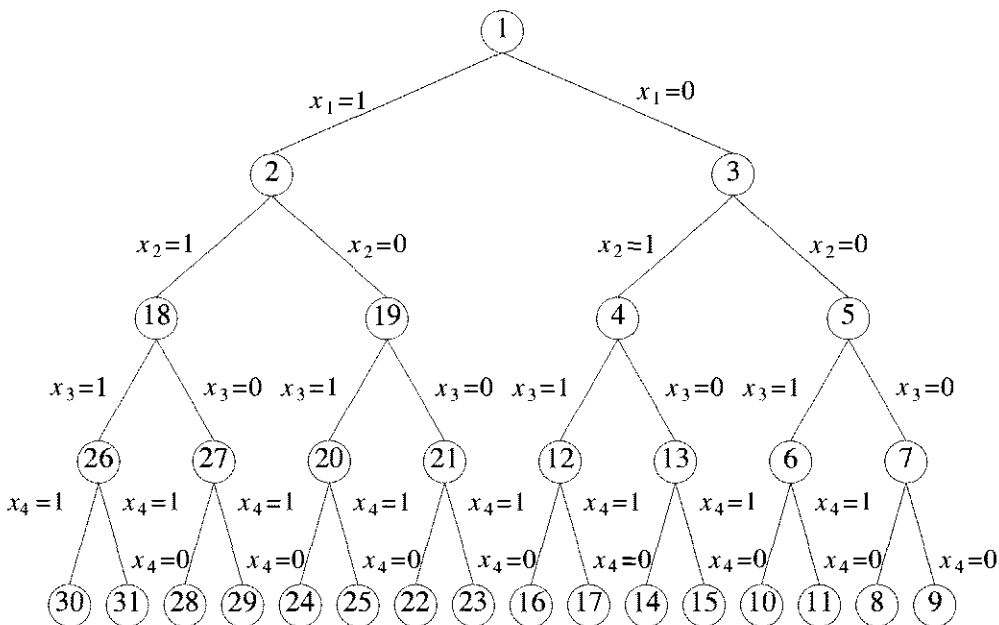 1
x₁=1 x₁=0
2 3
x₂=1 x₂=0 x₂=1 x₂=0
18 19 4 5
x₃=1 x₃=0 x₃=1 x₃=0 x₃=1 x₃=0 x₃=1 x₃=0
26 27 20 21 12 13 6 7
x₄=1 x₄=1 x₄=1 x₄=1 x₄=1 x₄=1 x₄=1 x₄=1
x₄=0 x₄=0 x₄=0 x₄=0 x₄=0 x₄=0 x₄=0 x₄=0
30 31 28 29 24 25 22 23 16 17 14 15 10 11 8 9